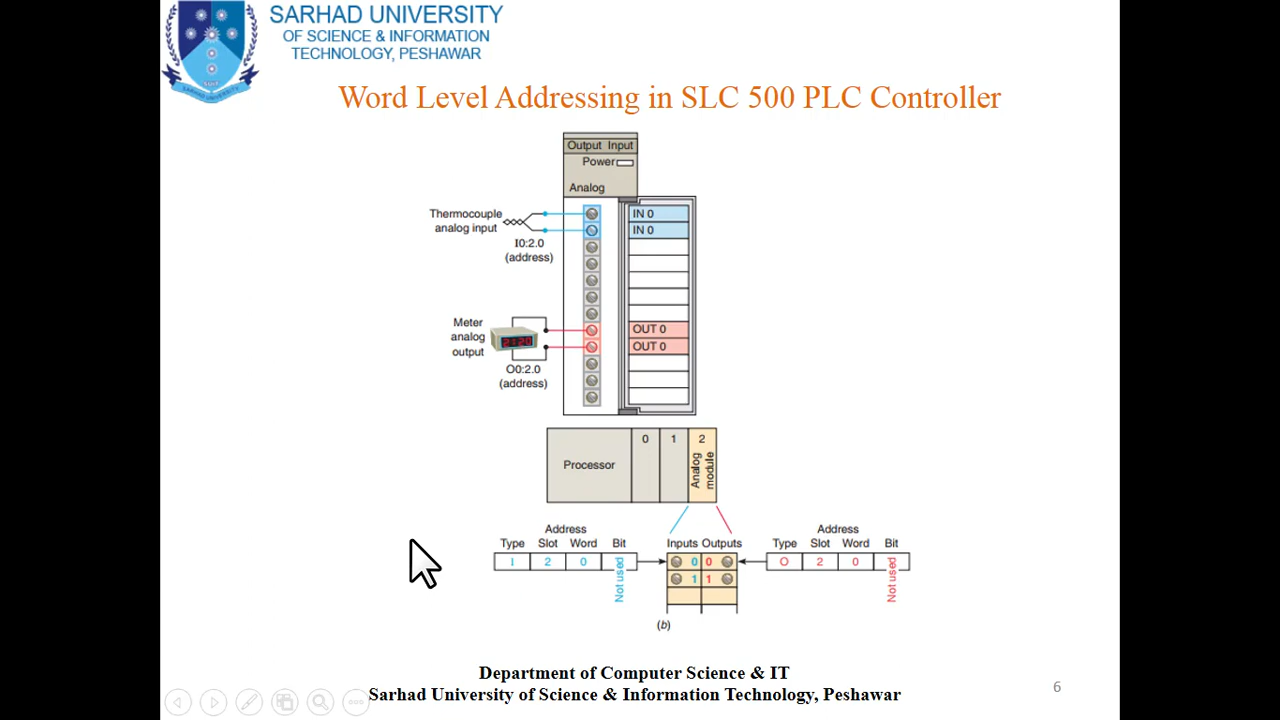 SARHAD UNIVERSITY
OF SCIENCE & INFORMATION
TECHNOLOGY, PESHAWAR
Word Level Addressing in SLC 500 PLC Controller
Output Input
Power
Analog
Thermocouple
analog input
I0:2.0
(address)
IN 0
IN 0
Meter
analog
output
O0:2.0
(address)
OUT 0
OUT 0
Processor
0 1 2
Analog
module
Address
Type Slot Word Bit
I 2 0 Not used
Inputs Outputs
0 0
1 1
Address
Type Slot Word Bit
O 2 0 Not used
(b)
Department of Computer Science & IT
Sarhad University of Science & Information Technology, Peshawar
6